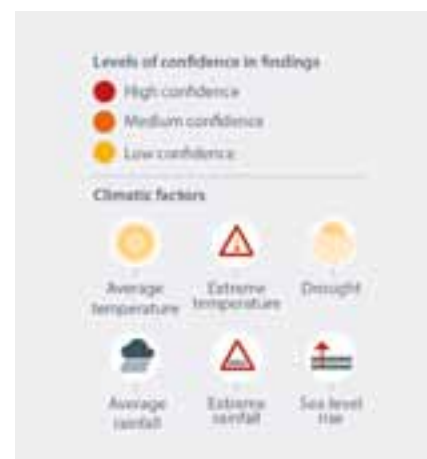 Levels of confidence in findings
High confidence
Medium confidence
Low confidence
Climatic factors
Average temperature
Extreme temperature
Drought
Average rainfall
Extreme rainfall
Sea level rise